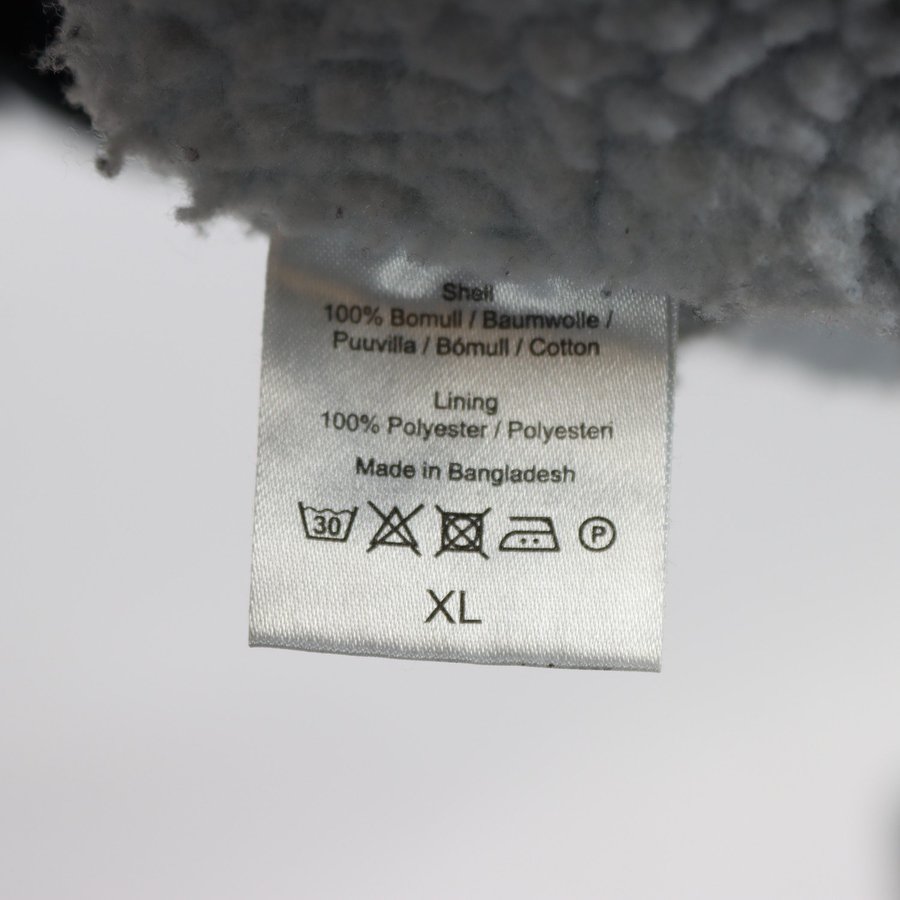 Shell
100% Bomull / Baumwolle /
Puuvilla / Bómull / Cotton
Lining
100% Polyester / Polyesteri
Made in Bangladesh
30
P
XL